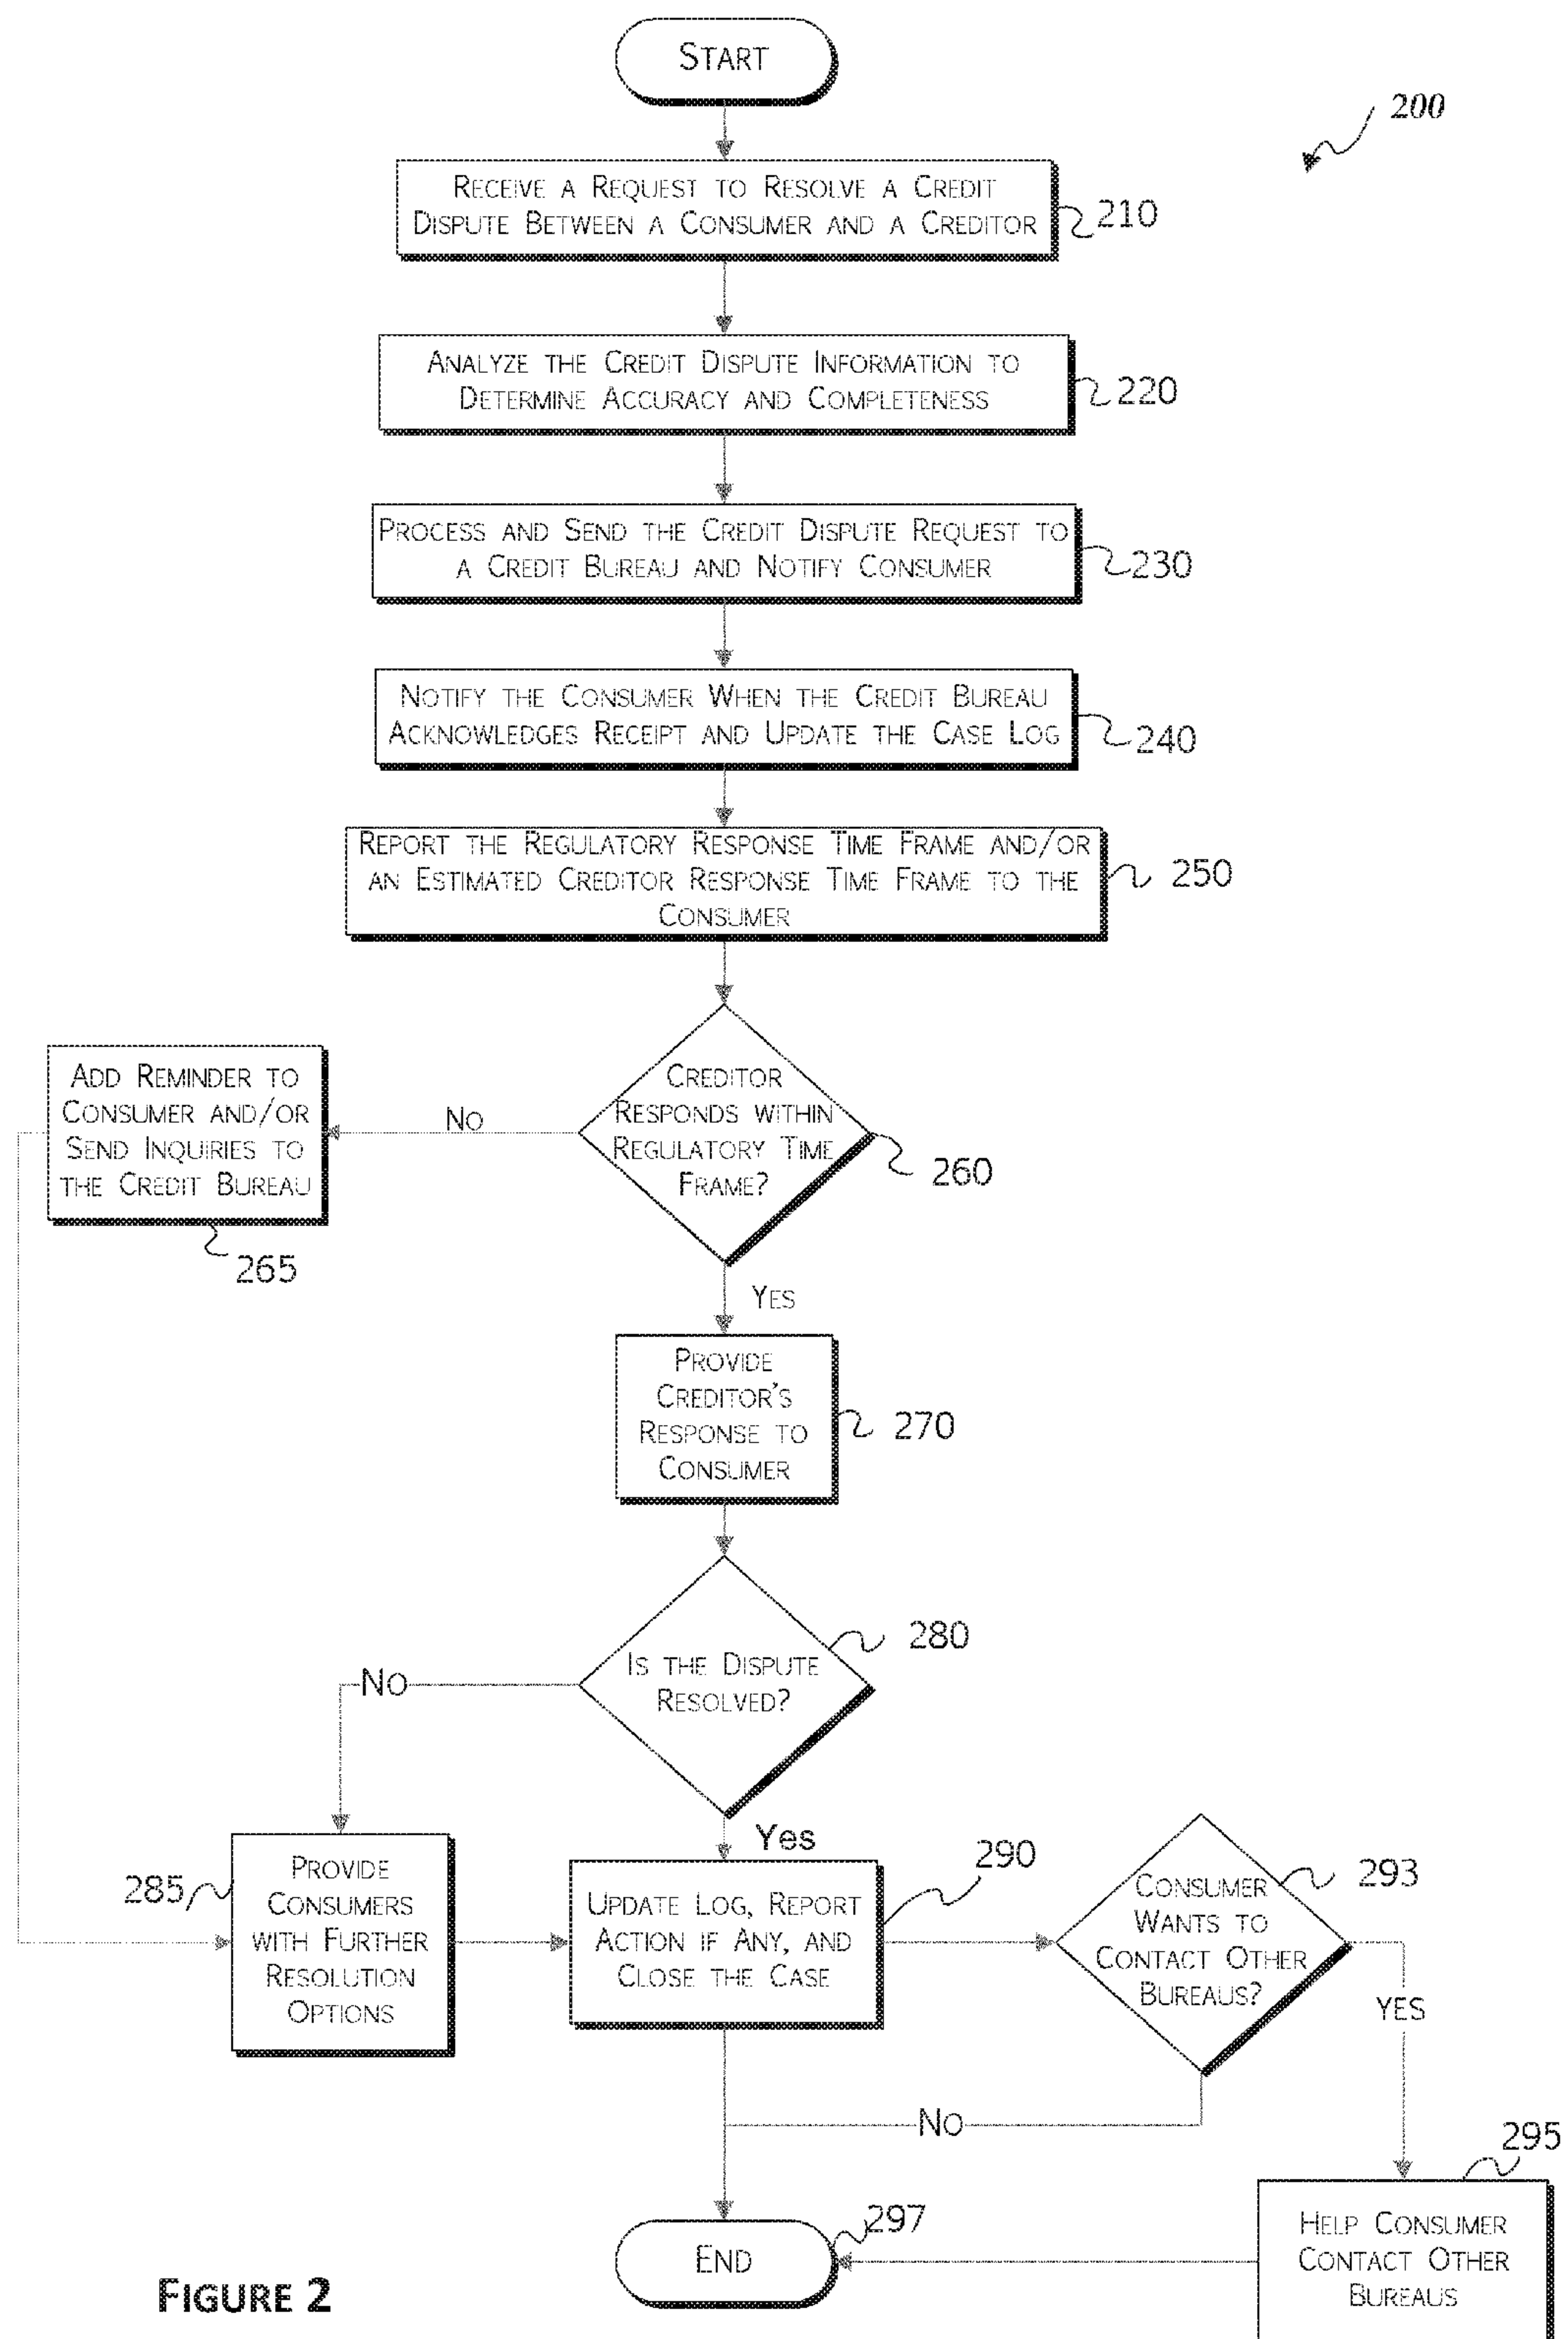 START
200
RECEIVE A REQUEST TO RESOLVE A CREDIT
DISPUTE BETWEEN A CONSUMER AND A CREDITOR
210
ANALYZE THE CREDIT DISPUTE INFORMATION TO
DETERMINE ACCURACY AND COMPLETENESS
220
PROCESS AND SEND THE CREDIT DISPUTE REQUEST TO
A CREDIT BUREAU AND NOTIFY CONSUMER
230
NOTIFY THE CONSUMER WHEN THE CREDIT BUREAU
ACKNOWLEDGES RECEIPT AND UPDATE THE CASE LOG
240
REPORT THE REGULATORY RESPONSE TIME FRAME AND/OR
AN ESTIMATED CREDITOR RESPONSE TIME FRAME TO THE
CONSUMER
250
CREDITOR
RESPONDS WITHIN
REGULATORY TIME
FRAME?
260
NO
ADD REMINDER TO
CONSUMER AND/OR
SEND INQUIRIES TO
THE CREDIT BUREAU
265
YES
PROVIDE
CREDITOR'S
RESPONSE TO
CONSUMER
270
IS THE DISPUTE
RESOLVED?
280
NO
Yes
PROVIDE
CONSUMERS
WITH FURTHER
RESOLUTION
OPTIONS
285
UPDATE LOG, REPORT
ACTION IF ANY, AND
CLOSE THE CASE
290
CONSUMER
WANTS TO
CONTACT OTHER
BUREAUS?
293
YES
NO
295
HELP CONSUMER
CONTACT OTHER
BUREAUS
END
297
FIGURE 2